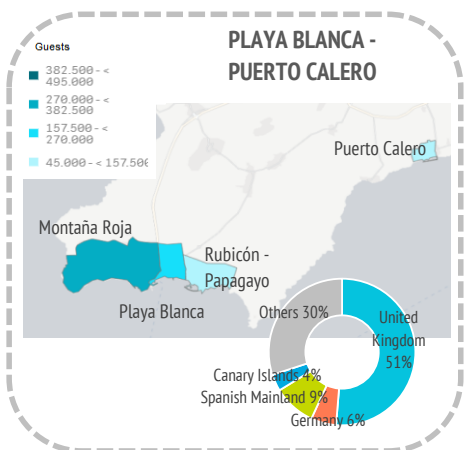 PLAYA BLANCA -
PUERTO CALERO
Guests
382.500 - <
495.000
270.000 - <
382.500
157.500 - <
270.000
45.000 - < 157.500
Puerto Calero
Montaña Roja
Rubicón -
Papagayo
Playa Blanca
Others 30%
United
Kingdom
51%
Canary Islands 4%
Spanish Mainland 9%
Germany 6%